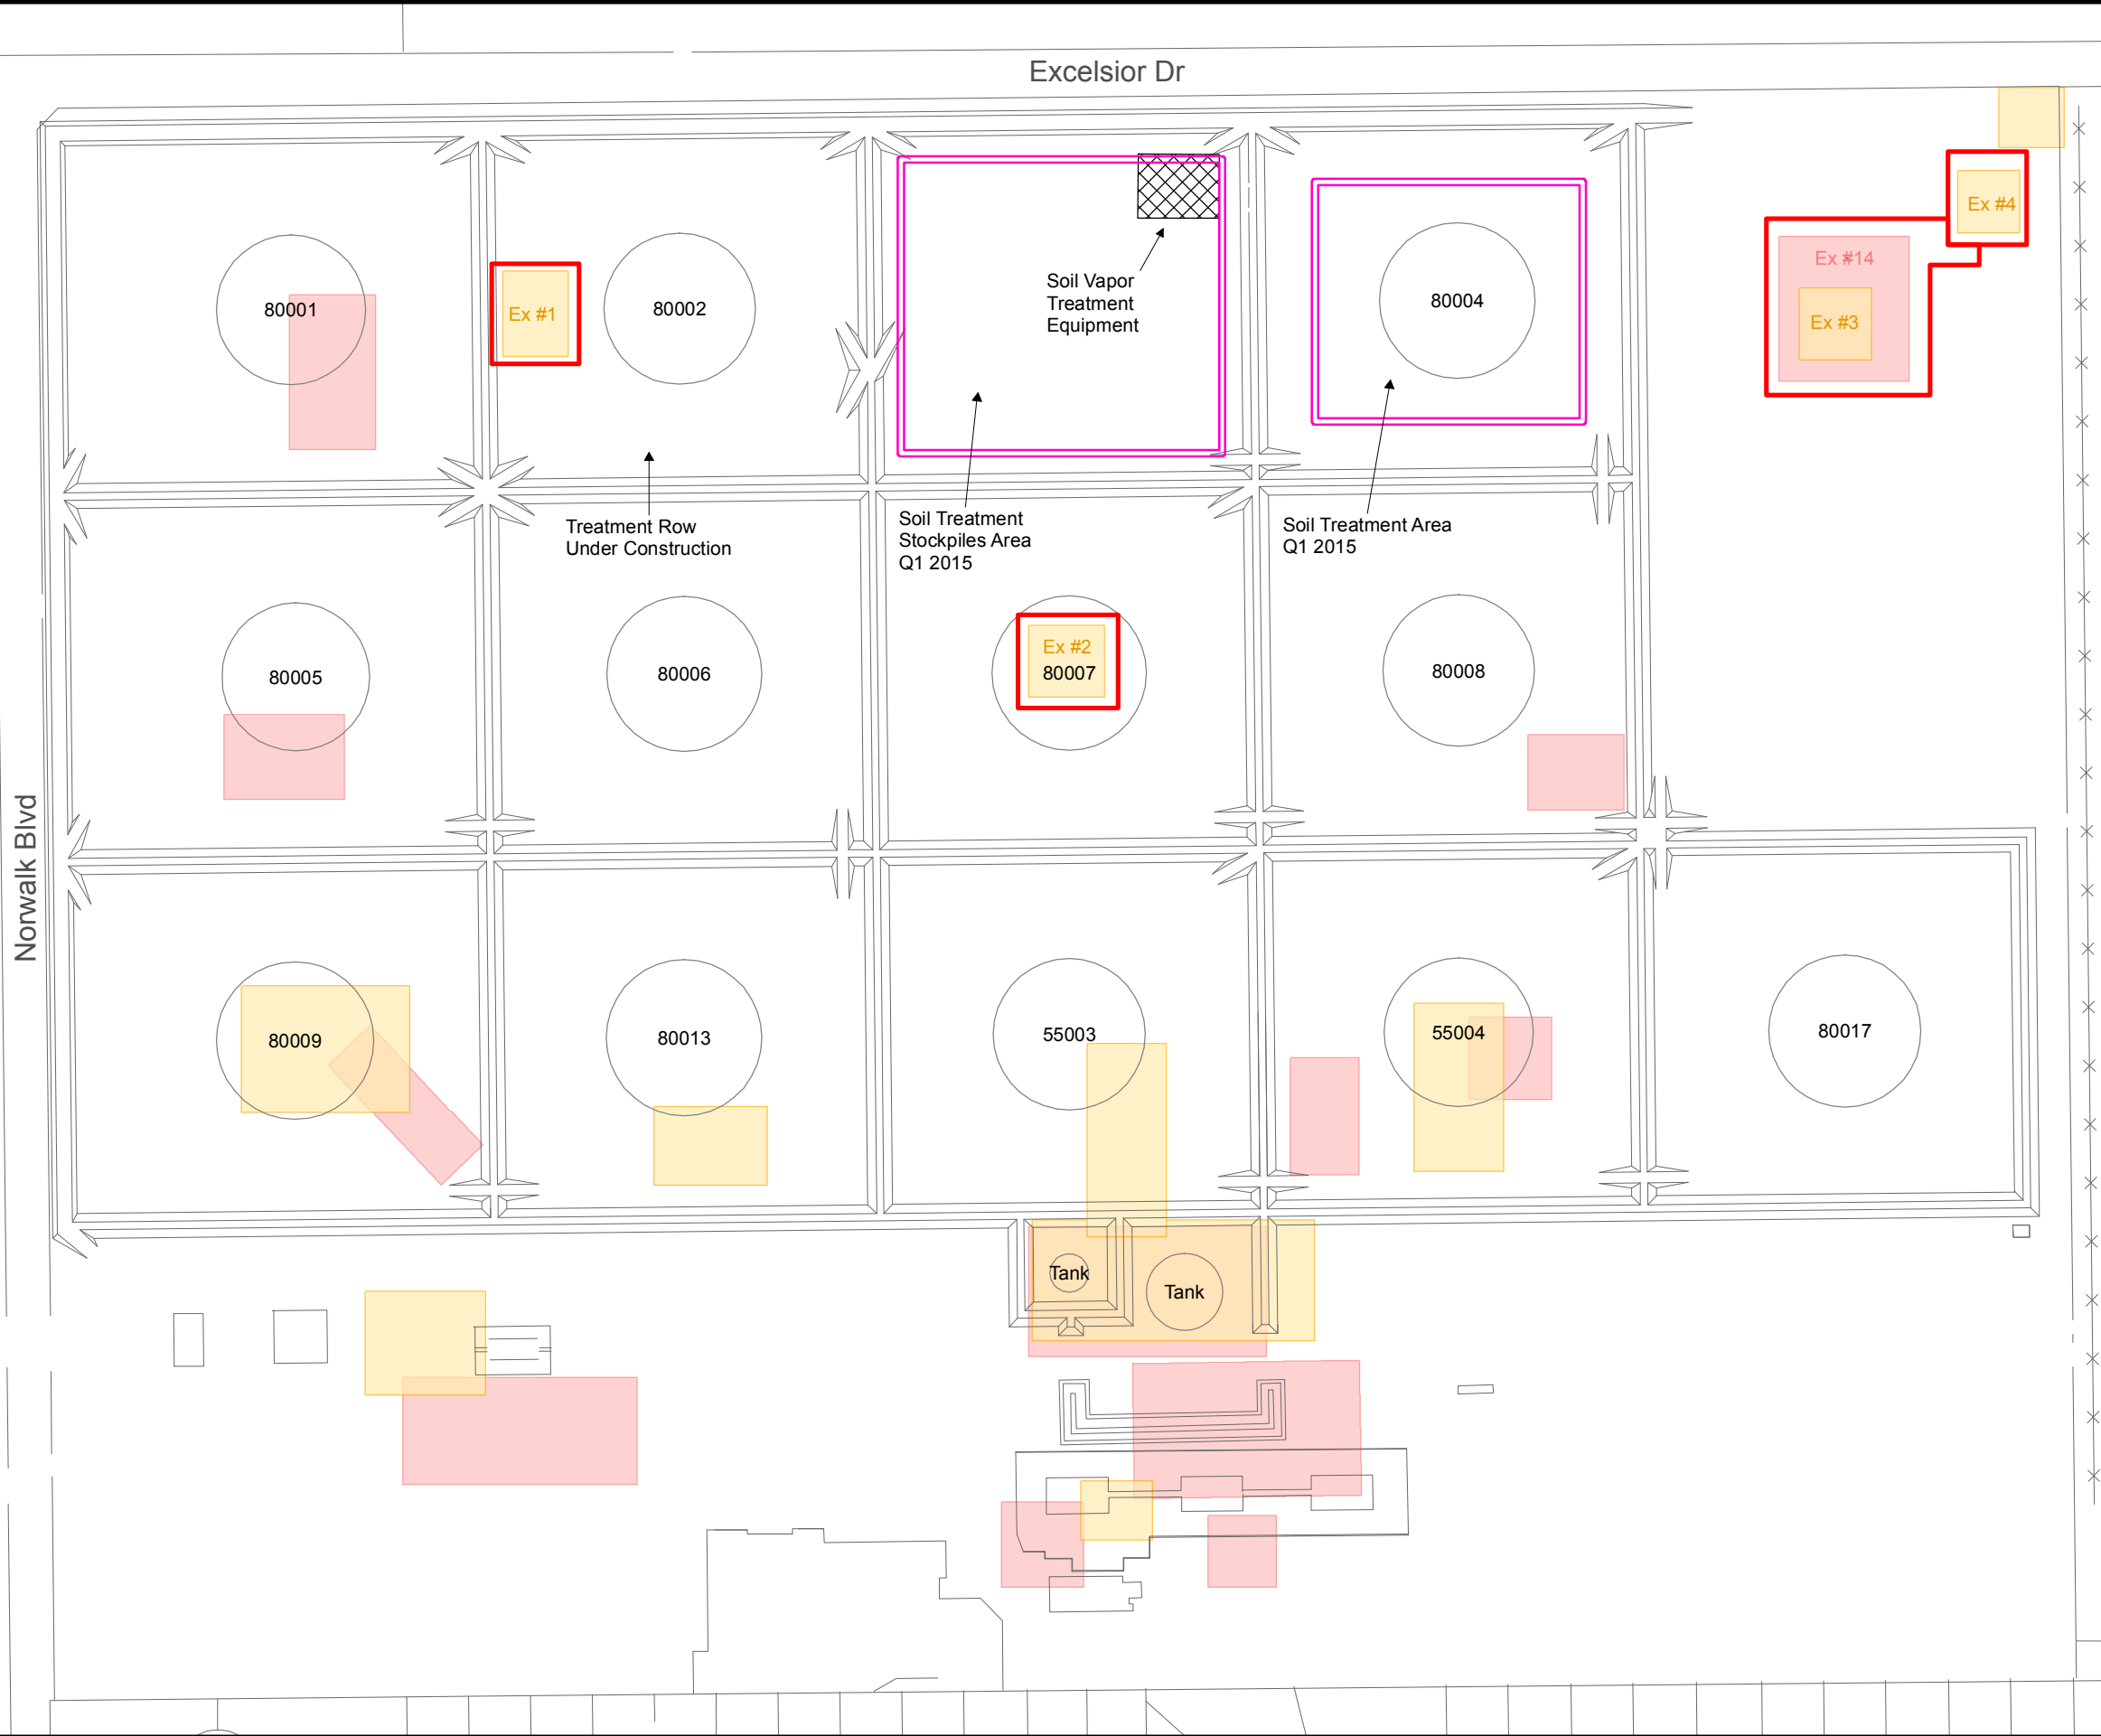 Excelsior Dr
Ex #4
Ex #14
Ex #3
Soil Vapor
Treatment
Equipment
80001
Ex #1
80002
80004
Treatment Row
Under Construction
Soil Treatment
Stockpiles Area
Q1 2015
Soil Treatment Area
Q1 2015
80005
80006
Ex #2
80007
80008
Norwalk Blvd
80009
80013
55003
55004
80017
Tank
Tank